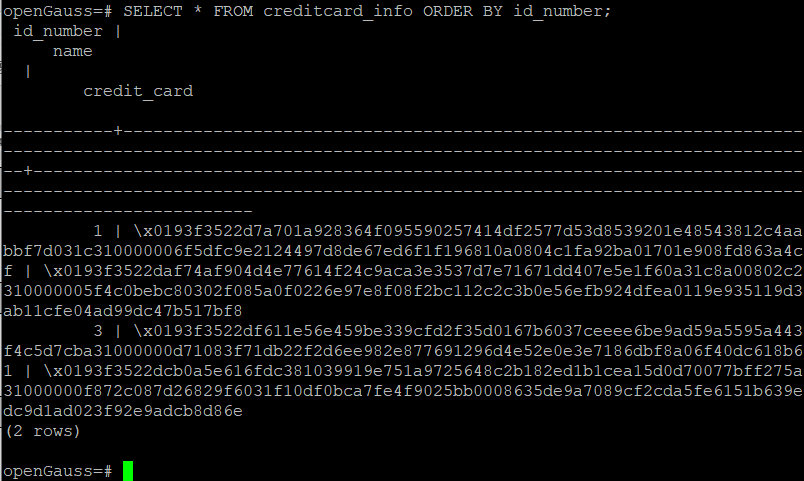 openGauss=# SELECT * FROM creditcard_info ORDER BY id_number;
 id_number |
     name
  |
        credit_card

-----------+--------------------------------------------------------------------
--------------------------------------------------------------------------------
--+-----------------------------------------------------------------------------
--------------------------------------------------------------------------------
-------------------------
         1 | \x0193f3522d7a701a928364f095590257414df2577d53d8539201e48543812c4aa
bbf7d031c310000006f5dfc9e2124497d8de67ed6f1f196810a0804c1fa92ba01701e908fd863a4c
f | \x0193f3522daf74af904d4e77614f24c9aca3e3537d7e71671dd407e5e1f60a31c8a00802c2
310000005f4c0bebc80302f085a0f0226e97e8f08f2bc112c2c3b0e56efb924dfea0119e935119d3
ab11cfe04ad99dc47b517bf8
         3 | \x0193f3522df611e56e459be339cfd2f35d0167b6037ceeee6be9ad59a5595a443
f4c5d7cba31000000d71083f71db22f2d6ee982e877691296d4e52e0e3e7186dbf8a06f40dc618b6
1 | \x0193f3522dcb0a5e616fdc381039919e751a9725648c2b182ed1b1cea15d0d70077bff275a
31000000f872c087d26829f6031f10df0bca7fe4f9025bb0008635de9a7089cf2cda5fe6151b639e
dc9d1ad023f92e9adcb8d86e
(2 rows)

openGauss=#